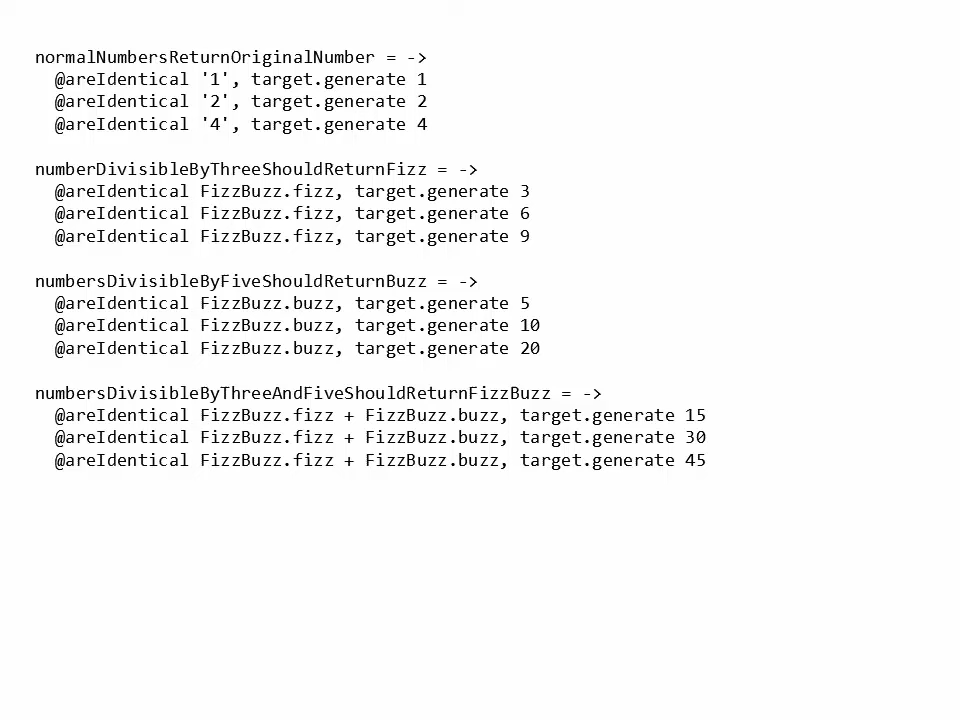 normalNumbersReturnOriginalNumber = ->
  @areIdentical '1', target.generate 1
  @areIdentical '2', target.generate 2
  @areIdentical '4', target.generate 4

numberDivisibleByThreeShouldReturnFizz = ->
  @areIdentical FizzBuzz.fizz, target.generate 3
  @areIdentical FizzBuzz.fizz, target.generate 6
  @areIdentical FizzBuzz.fizz, target.generate 9

numbersDivisibleByFiveShouldReturnBuzz = ->
  @areIdentical FizzBuzz.buzz, target.generate 5
  @areIdentical FizzBuzz.buzz, target.generate 10
  @areIdentical FizzBuzz.buzz, target.generate 20

numbersDivisibleByThreeAndFiveShouldReturnFizzBuzz = ->
  @areIdentical FizzBuzz.fizz + FizzBuzz.buzz, target.generate 15
  @areIdentical FizzBuzz.fizz + FizzBuzz.buzz, target.generate 30
  @areIdentical FizzBuzz.fizz + FizzBuzz.buzz, target.generate 45